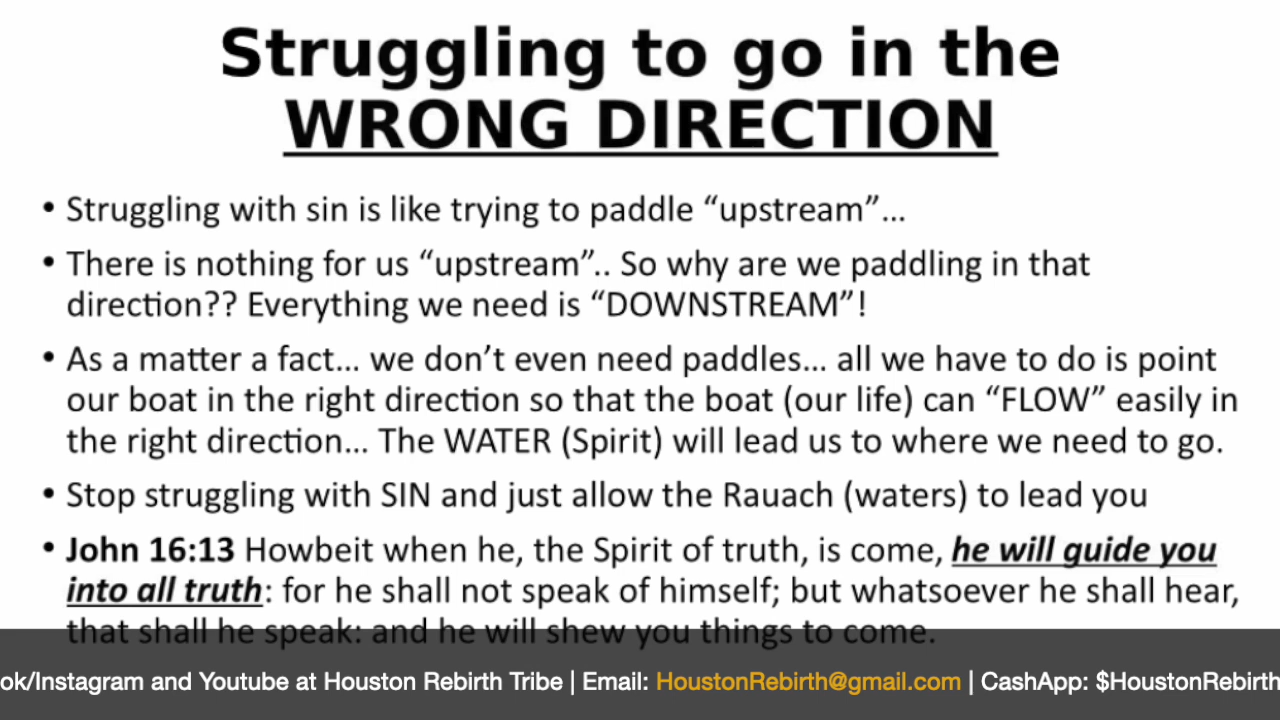 Struggling to go in the
WRONG DIRECTION
• Struggling with sin is like trying to paddle “upstream”...
• There is nothing for us “upstream”.. So why are we paddling in that
direction?? Everything we need is “DOWNSTREAM”!
• As a matter a fact... we don’t even need paddles... all we have to do is point
our boat in the right direction so that the boat (our life) can “FLOW” easily in
the right direction... The WATER (Spirit) will lead us to where we need to go.
• Stop struggling with SIN and just allow the Rauach (waters) to lead you
• John 16:13 Howbeit when he, the Spirit of truth, is come, he will guide you
into all truth: for he shall not speak of himself; but whatsoever he shall hear,
that shall he speak: and he will shew you things to come.
ok/Instagram and Youtube at Houston Rebirth Tribe | Email: HoustonRebirth@gmail.com | CashApp: $HoustonRebirth